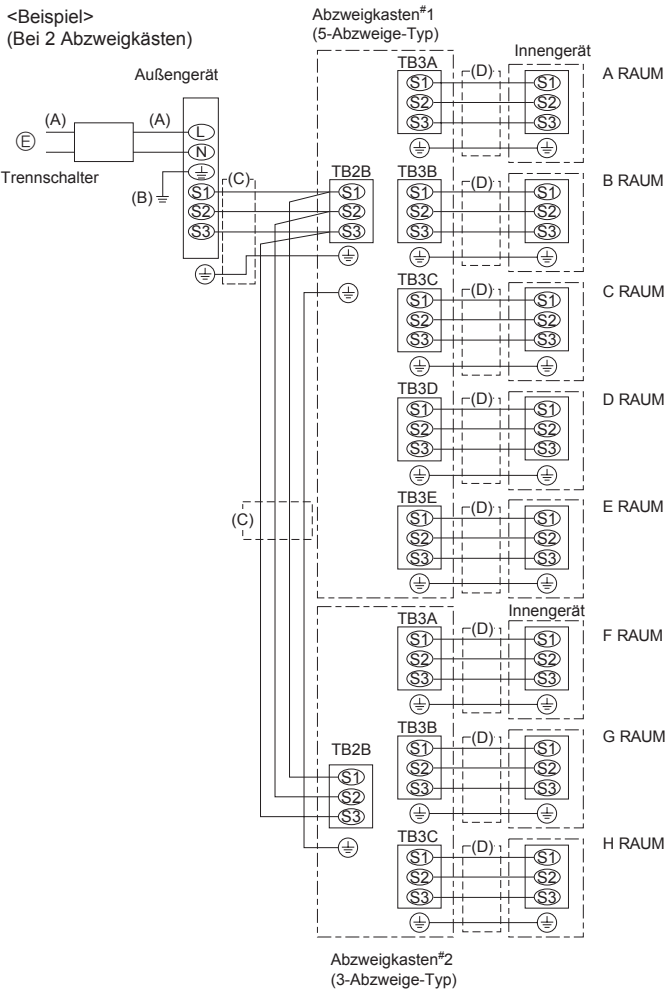 <Beispiel>
(Bei 2 Abzweigkästen)
Abzweigkasten#1
(5-Abzweige-Typ)
Innengerät
Außengerät
(A)
(A)
L
N
S1
S2
S3
E
Trennschalter
(B)
(C)
TB2B
S1
S2
S3
TB3A
S1
S2
S3
(D)
S1
S2
S3
A RAUM
TB3B
S1
S2
S3
(D)
S1
S2
S3
B RAUM
TB3C
S1
S2
S3
(D)
S1
S2
S3
C RAUM
TB3D
S1
S2
S3
(D)
S1
S2
S3
D RAUM
TB3E
S1
S2
S3
(D)
S1
S2
S3
E RAUM
(C)
Innengerät
TB3A
S1
S2
S3
(D)
S1
S2
S3
F RAUM
TB3B
S1
S2
S3
(D)
S1
S2
S3
G RAUM
TB2B
S1
S2
S3
TB3C
S1
S2
S3
(D)
S1
S2
S3
H RAUM
Abzweigkasten#2
(3-Abzweige-Typ)